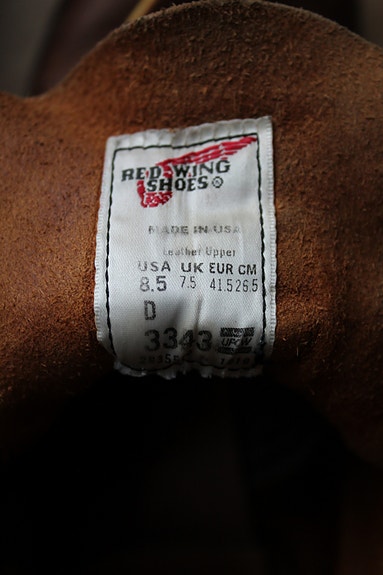 RED WING
SHOES®
MADE IN USA
Leather Upper
USA UK EUR CM
8.5 7.5 41.5 26.5
D
3343
UFCW